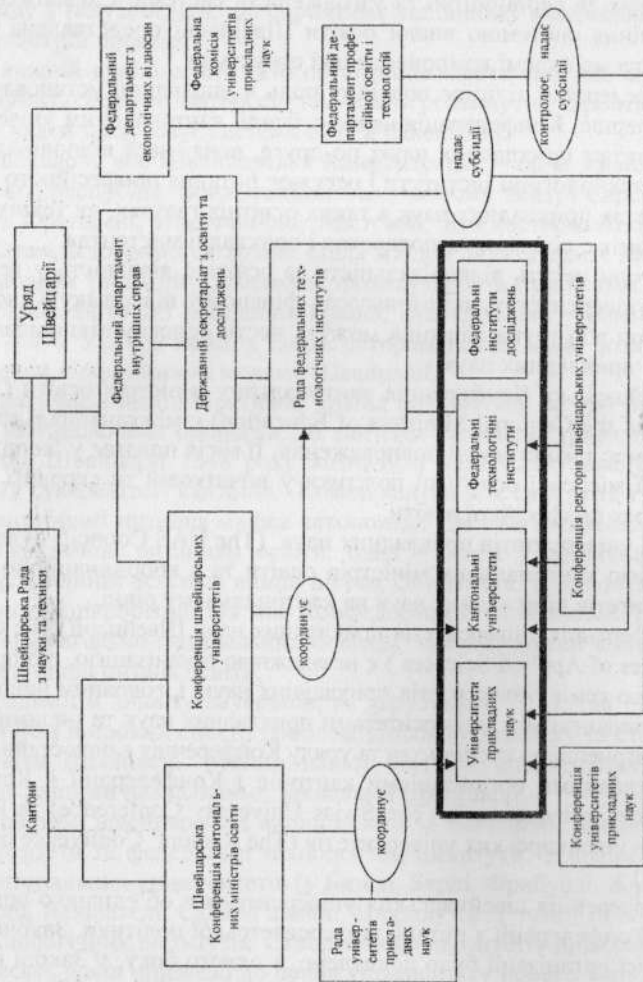 Кантони
Швейцарська Рада
з науки та техніки
Уряд
Швейцарії
Федеральний
департамент з
економічних відносин
Федеральна
комісія
університетів
прикладних
наук
Федеральний де-
партамент профе-
сійної освіти і
технологій
контролює надає
субсидії
Швейцарська
Конференція кантональ-
них міністрів освіти
Конференція швейцарських
університетів
Федеральний департамент
внутрішніх справ
Державний секретаріат з освіти та
досліджень
Рада федеральних тех-
нологічних інститутів
надає
субсидії
Рада
універ-
ситетів
прикла-
дних
наук
координує
координує
Університети
прикладних
наук
Кантональні
університети
Федеральні
технологічні
інститути
Федеральні
інститути
досліджень
Конференція
університетів
прикладних
наук
Конференція ректорів швейцарських університетів